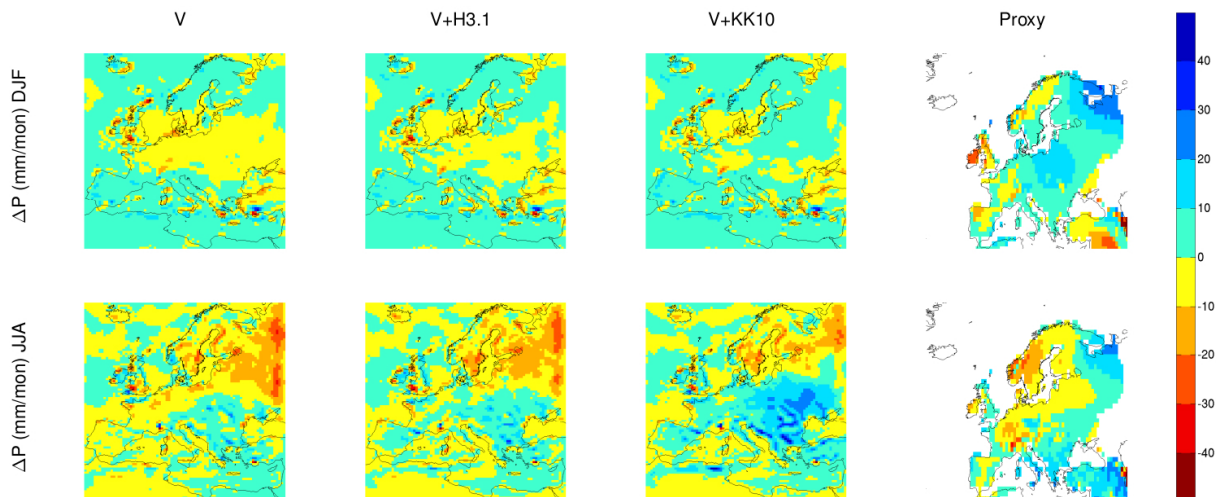 V
V+H3.1
V+KK10
Proxy
ΔP (mm/mon) DJF
ΔP (mm/mon) JJA
40
30
20
10
0
-10
-20
-30
-40